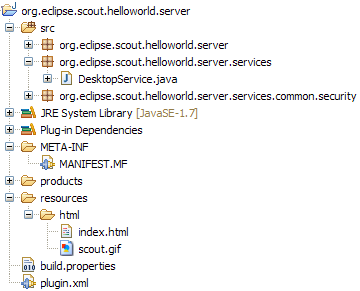 org.eclipse.scout.helloworld.server
src
org.eclipse.scout.helloworld.server
org.eclipse.scout.helloworld.server.services
DesktopService.java
org.eclipse.scout.helloworld.server.services.common.security
JRE System Library [JavaSE-1.7]
Plug-in Dependencies
META-INF
MANIFEST.MF
products
resources
html
index.html
scout.gif
build.properties
plugin.xml